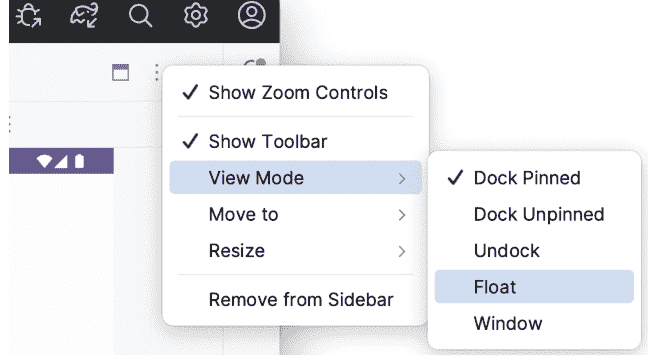 Show Zoom Controls
Show Toolbar
View Mode
Move to
Resize
Remove from Sidebar
Dock Pinned
Dock Unpinned
Undock
Float
Window